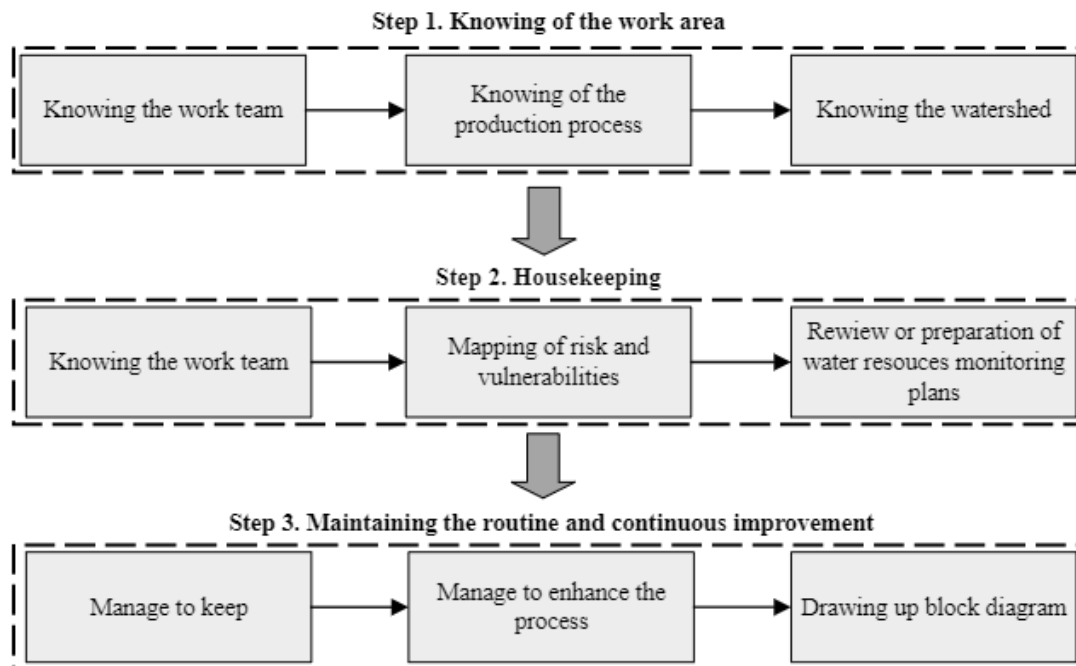 Step 1. Knowing of the work area
Knowing the work team
Knowing of the
production process
Knowing the watershed
Step 2. Housekeeping
Knowing the work team
Mapping of risk and
vulnerabilities
Rewiew or preparation of
water resouces monitoring
plans
Step 3. Maintaining the routine and continuous improvement
Manage to keep
Manage to enhance the
process
Drawing up block diagram